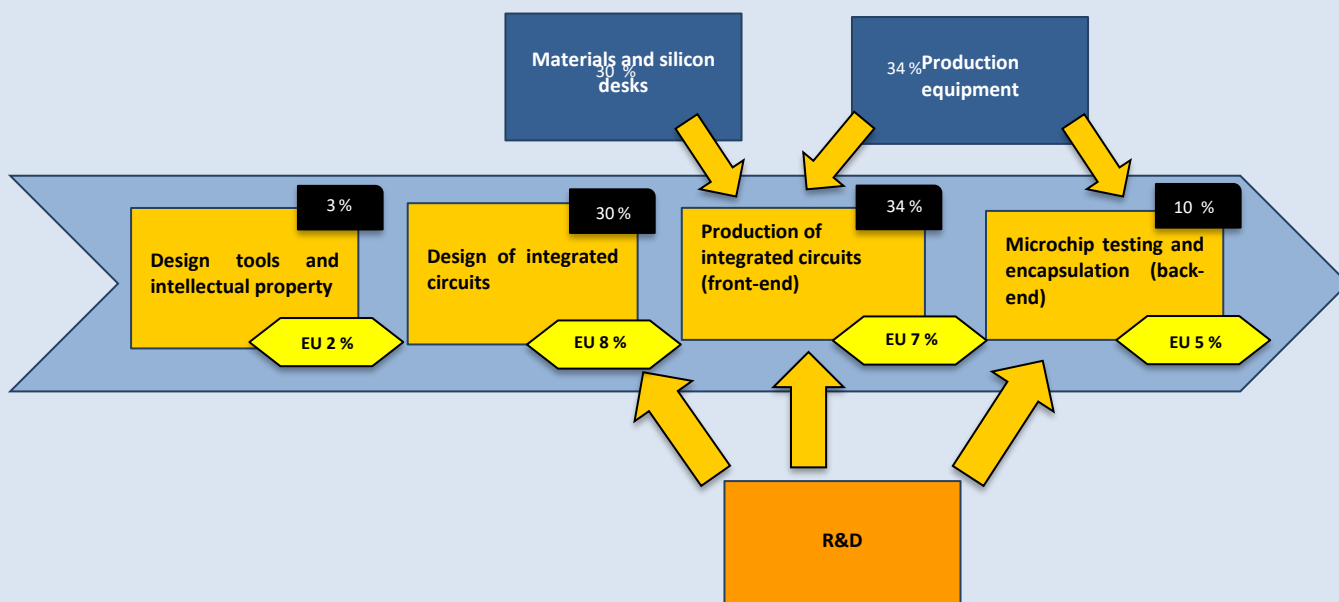 Materials and silicon
30 %
desks
34 %
Production
equipment
3 %
Design tools and
intellectual property
EU 2 %
30 %
Design of integrated
circuits
EU 8 %
34 %
Production of
integrated circuits
(front-end)
EU 7 %
10 %
Microchip testing and
encapsulation (back-
end)
EU 5 %
R&D